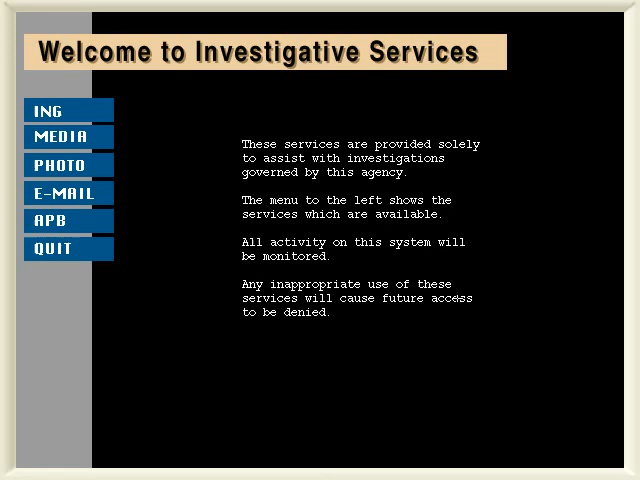 Welcome to Investigative Services
ING
MEDIA
PHOTO
E-MAIL
APB
QUIT
These services are provided solely
to assist with investigations
governed by this agency.
The menu to the left shows the
services which are available.
All activity on this system will
be monitored.
Any inappropriate use of these
services will cause future access
to be denied.